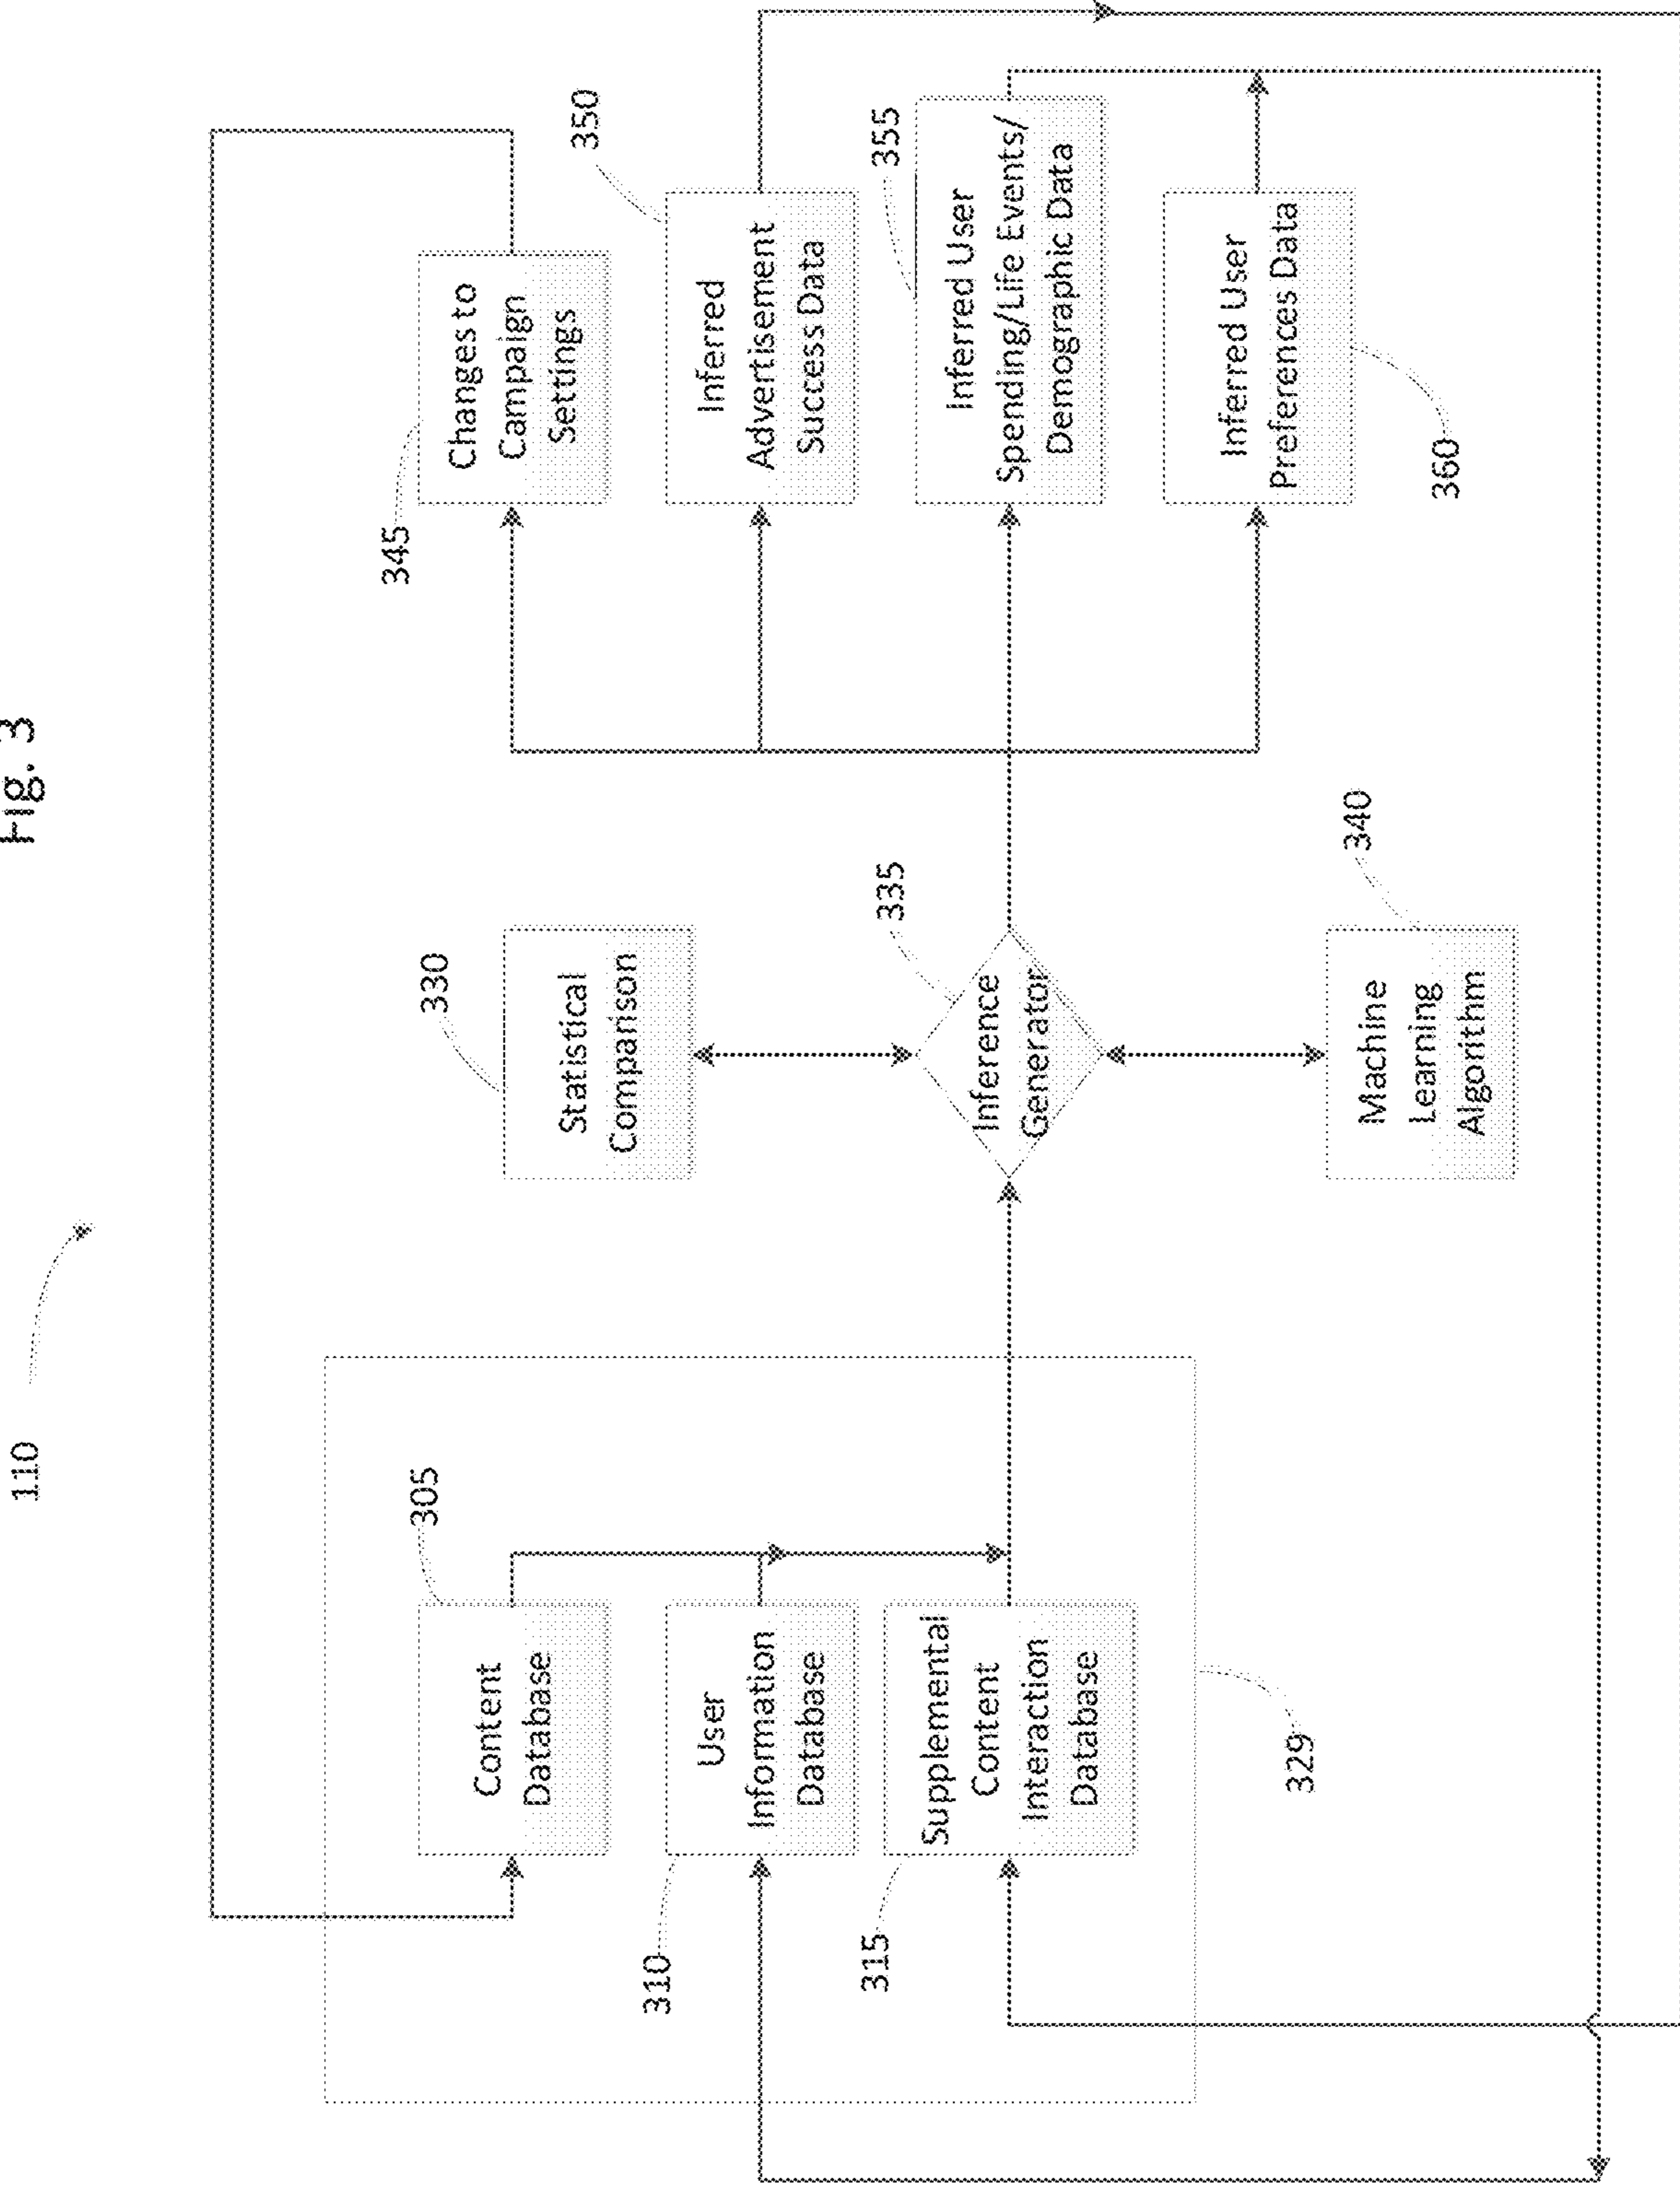 Fig. 3
110
305
Content
Database
310
User
Information
Database
315
Supplemental
Content
Interaction
Database
329
330
Statistical
Comparison
335
Inference
Generator
340
Machine
Learning
Algorithm
345
Changes to
Campaign
Settings
350
Inferred
Advertisement
Success Data
355
Inferred User
Spending/Life Events/
Demographic Data
360
Inferred User
Preferences Data